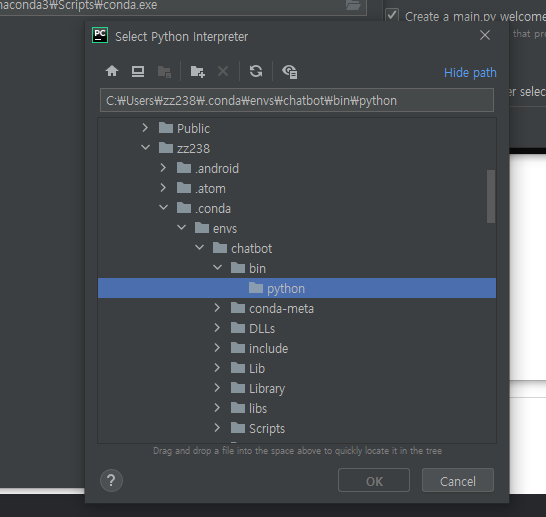 naconda3₩Scripts₩conda.exe
Create a main.py welcome
that pre
Select Python Interpreter
Hide path
C:₩Users₩zz238₩.conda₩envs₩chatbot₩bin₩python
er selec
Public
zz238
.android
.atom
.conda
envs
chatbot
bin
python
conda-meta
DLLs
include
Lib
Library
libs
Scripts
Drag and drop a file into the space above to quickly locate it in the tree
?
OK
Cancel